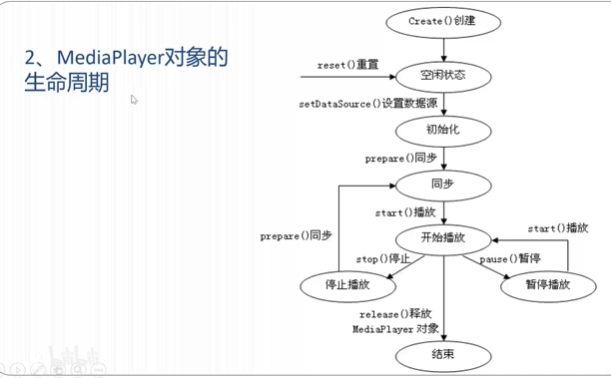 2、MediaPlayer对象的
生命周期
Create()创建
reset()重置
空闲状态
setDataSource()设置数据源
初始化
prepare()同步
同步
start()播放
开始播放
start()播放
prepare()同步
stop()停止
pause()暂停
停止播放
暂停播放
release()释放
MediaPlayer 对象
结束